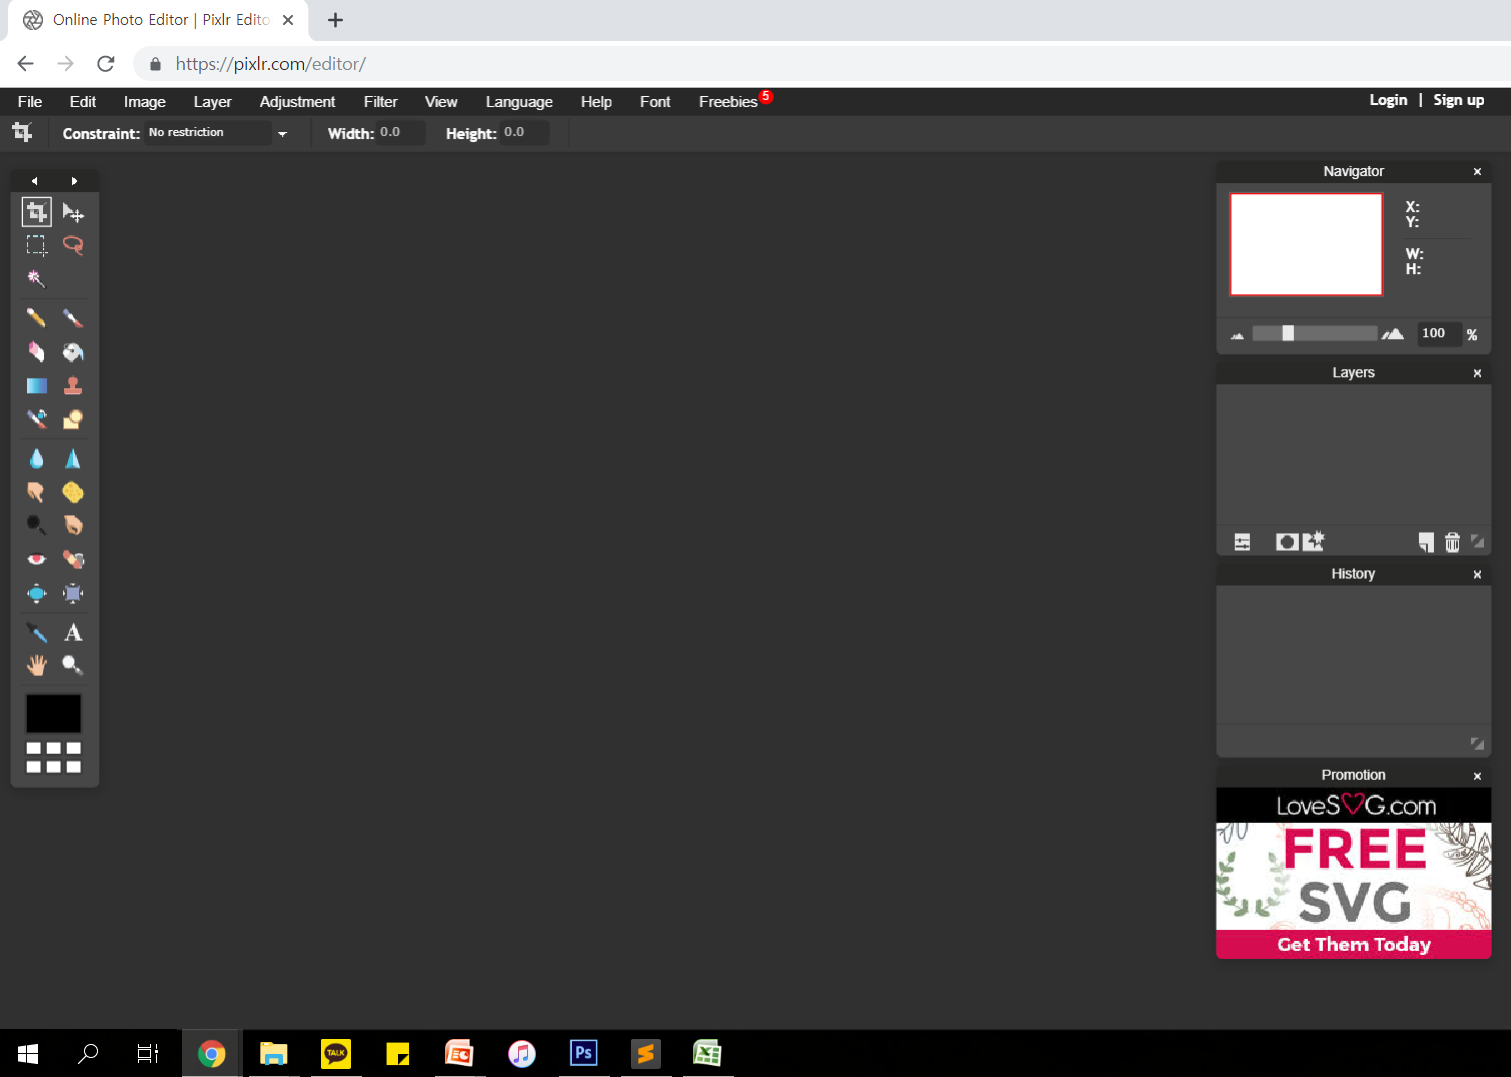 Online Photo Editor | Pixlr Edito
https://pixlr.com/editor/
File Edit Image Layer Adjustment Filter View Language Help Font Freebies 5 Login | Sign up
Constraint: No restriction Width: 0.0 Height: 0.0
Navigator
X:
Y:
W:
H:
100 %
Layers
History
A
Promotion
LoveSVG.com
FREE
SVG
Get Them Today
TALK
Ps